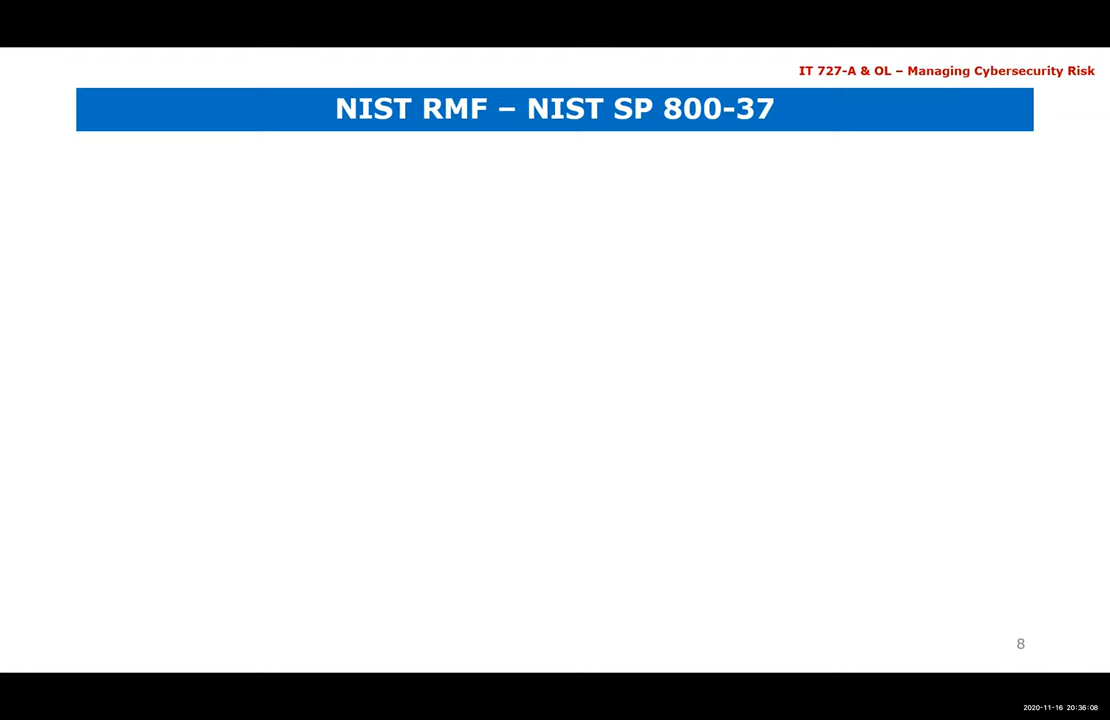 IT 727-A & OL – Managing Cybersecurity Risk
NIST RMF – NIST SP 800-37
8
2020-11-16 20:36:08